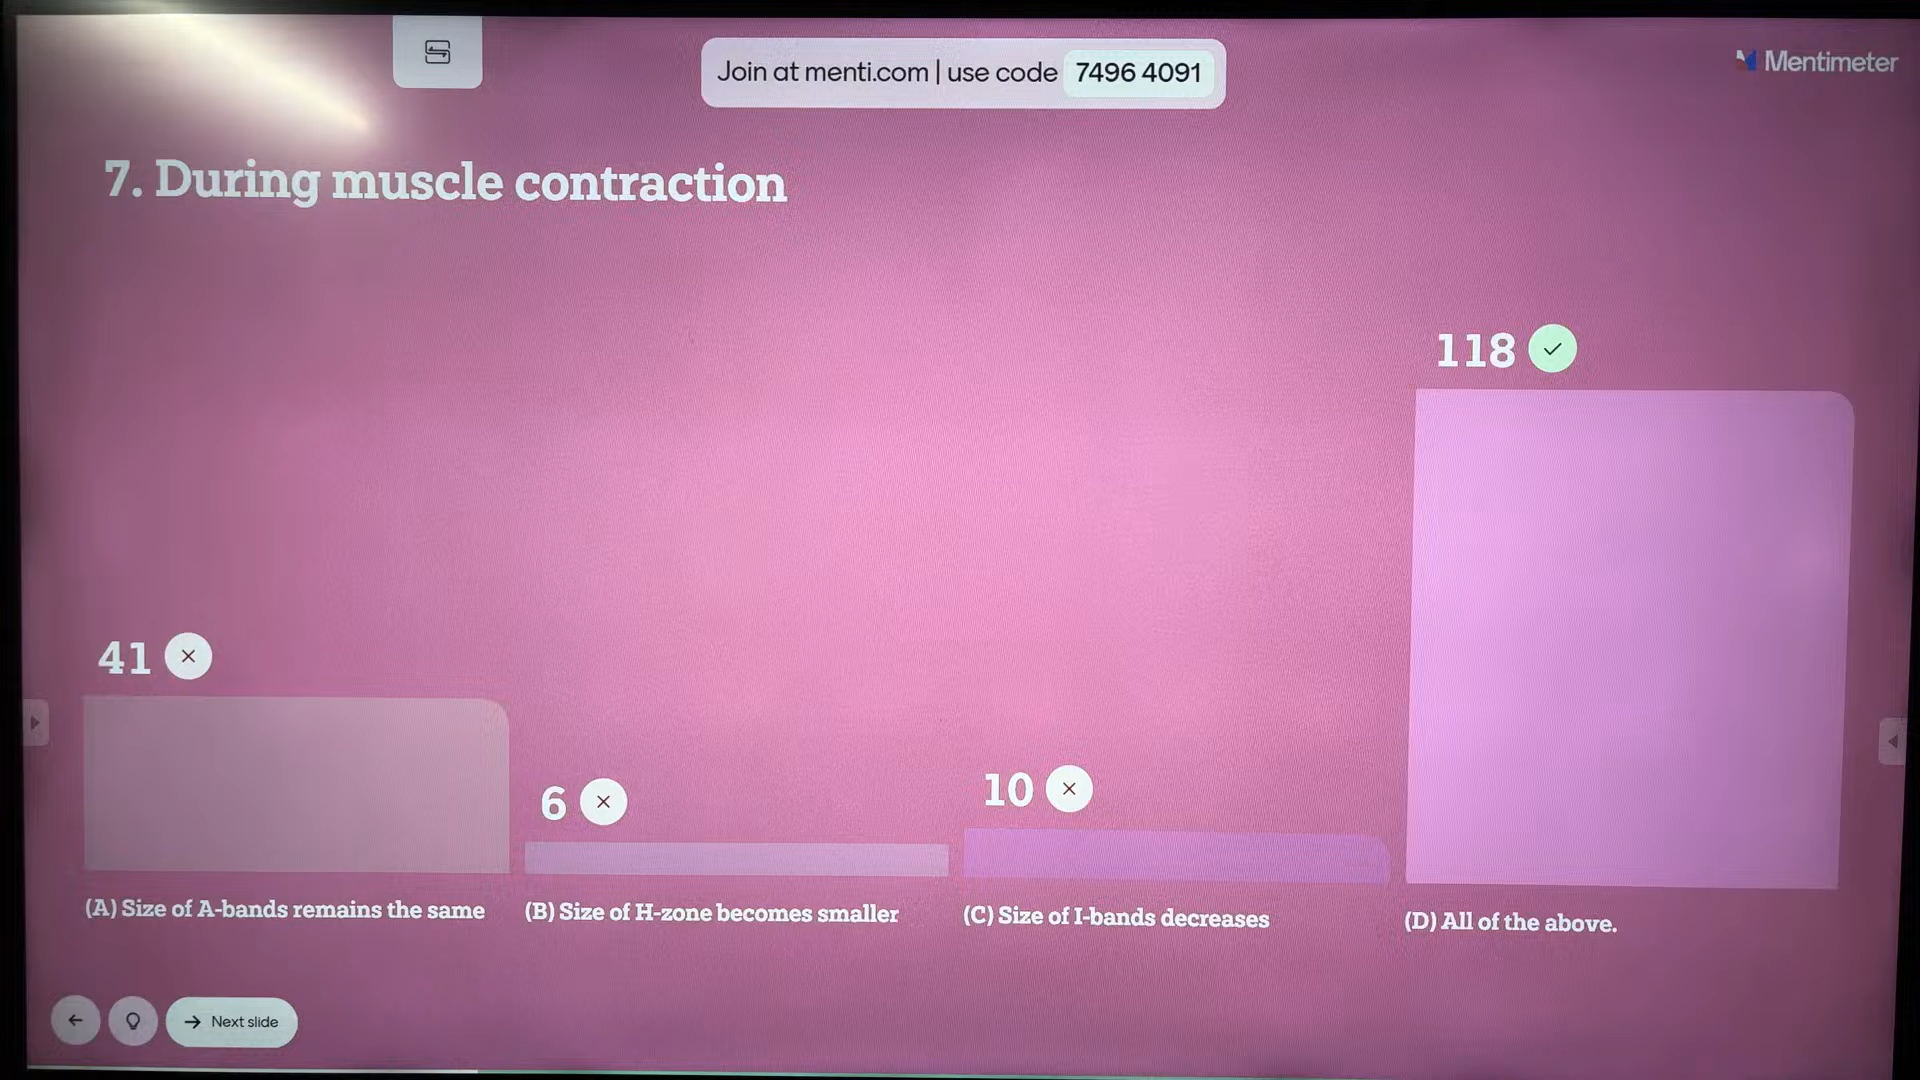 Join at menti.com | use code 7496 4091
Mentimeter
7. During muscle contraction
118
41
6
10
(A) Size of A-bands remains the same
(B) Size of H-zone becomes smaller
(C) Size of I-bands decreases
(D) All of the above.
Next slide